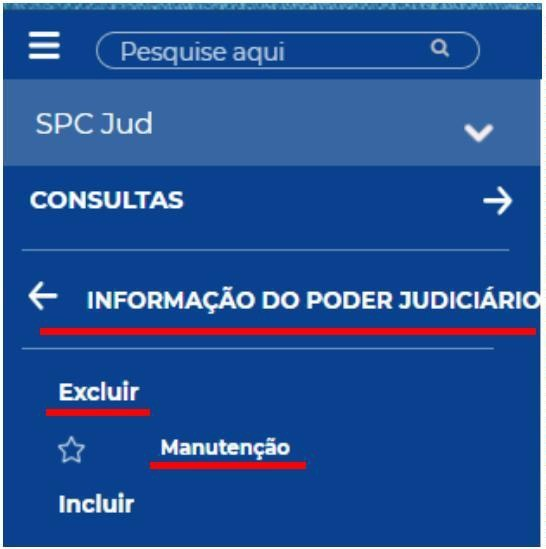 Pesquise aqui
SPC Jud
CONSULTAS
INFORMAÇÃO DO PODER JUDICIÁRIO
Excluir
Manutenção
Incluir